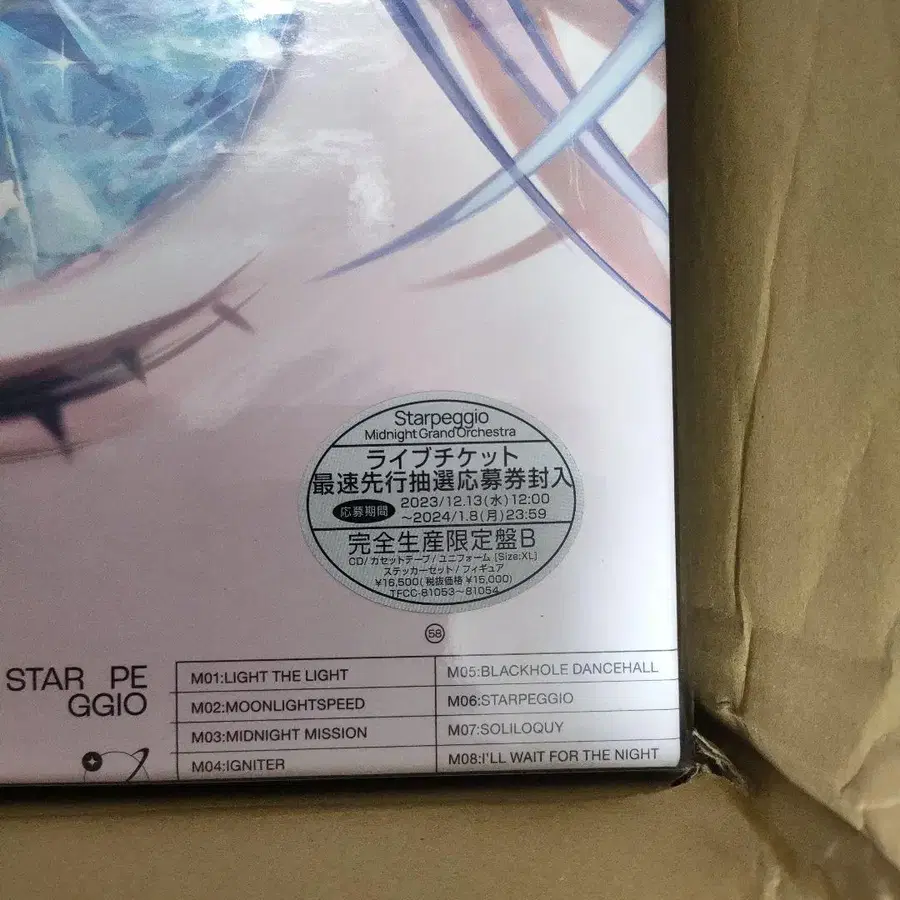 Starpeggio
Midnight Grand Orchestra
ライブチケット
最速先行抽選応募券封入
応募期間
2023/12.13(水)12:00
~2024/1.8(月)23:59
完全生産限定盤B
CD/カセットテープ/ユニフォーム [Size:XL]
ステッカーセット/フィギュア
¥16,500(税抜価格 ¥15,000)
TFCC-81053~81054
58
STAR PE
GGIO
M01:LIGHT THE LIGHT
M02:MOONLIGHTSPEED
M03:MIDNIGHT MISSION
M04:IGNITER
M05:BLACKHOLE DANCEHALL
M06:STARPEGGIO
M07:SOLILOQUY
M08:I'LL WAIT FOR THE NIGHT